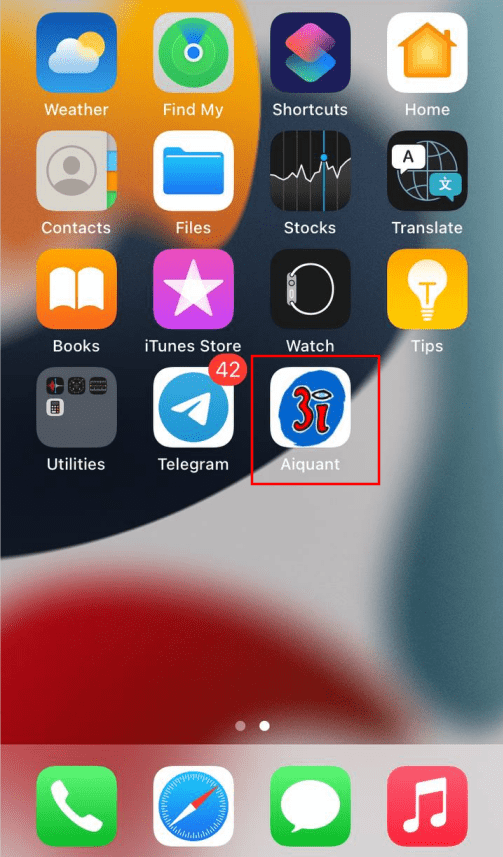 Weather Find My Shortcuts Home
A
文
Contacts Files Stocks Translate
Books iTunes Store Watch Tips
42
3i
Utilities Telegram Aiquant